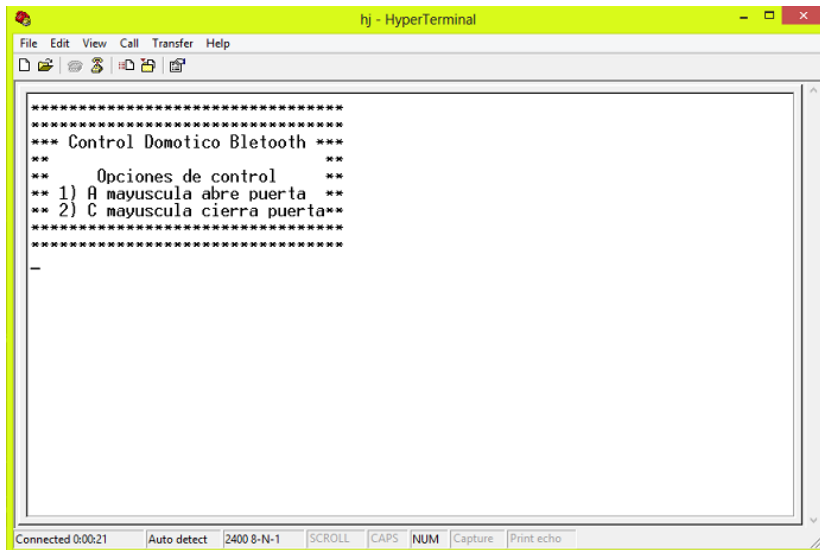 hj - HyperTerminal
File Edit View Call Transfer Help
*********************************
*********************************
*** Control Domotico Bletooth ***
** **
** Opciones de control **
** 1) A mayuscula abre puerta **
** 2) C mayuscula cierra puerta**
*********************************
*********************************
_
Connected 0:00:21 Auto detect 2400 8-N-1 SCROLL CAPS NUM Capture Print echo